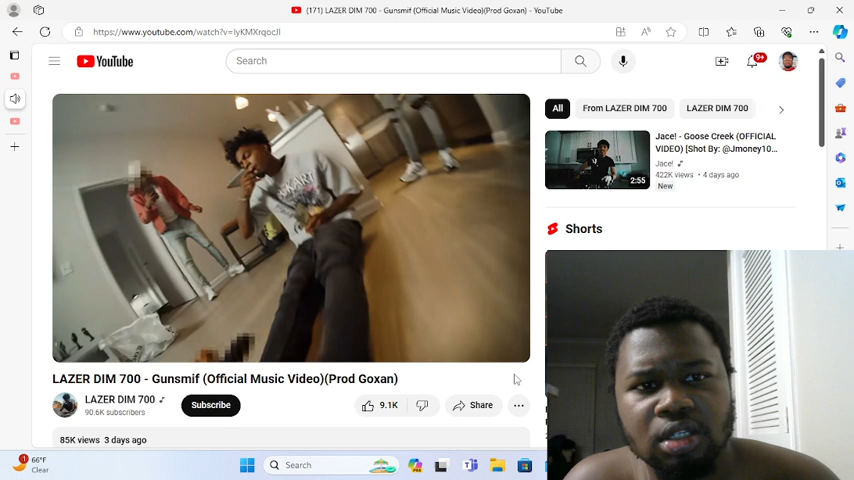 (171) LAZER DIM 700 - Gunsmif (Official Music Video)(Prod Goxan) - YouTube
https://www.youtube.com/watch?v=IyKMXrqocJI
YouTube
Search
9+
All
From LAZER DIM 700
LAZER DIM 700
Jace! - Goose Creek (OFFICIAL
VIDEO) [Shot By: @Jmoney10...
Jace!
422K views • 4 days ago
New
2:55
Shorts
LAZER DIM 700 - Gunsmif (Official Music Video)(Prod Goxan)
LAZER DIM 700
90.6K subscribers
Subscribe
9.1K
Share
85K views 3 days ago
1
66°F
Clear
Search